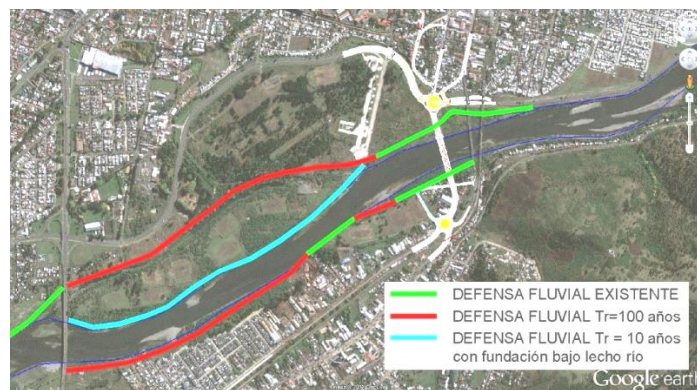 DEFENSA FLUVIAL EXISTENTE
DEFENSA FLUVIAL Tr=100 años
DEFENSA FLUVIAL Tr = 10 años
con fundación bajo lecho río
Google eart